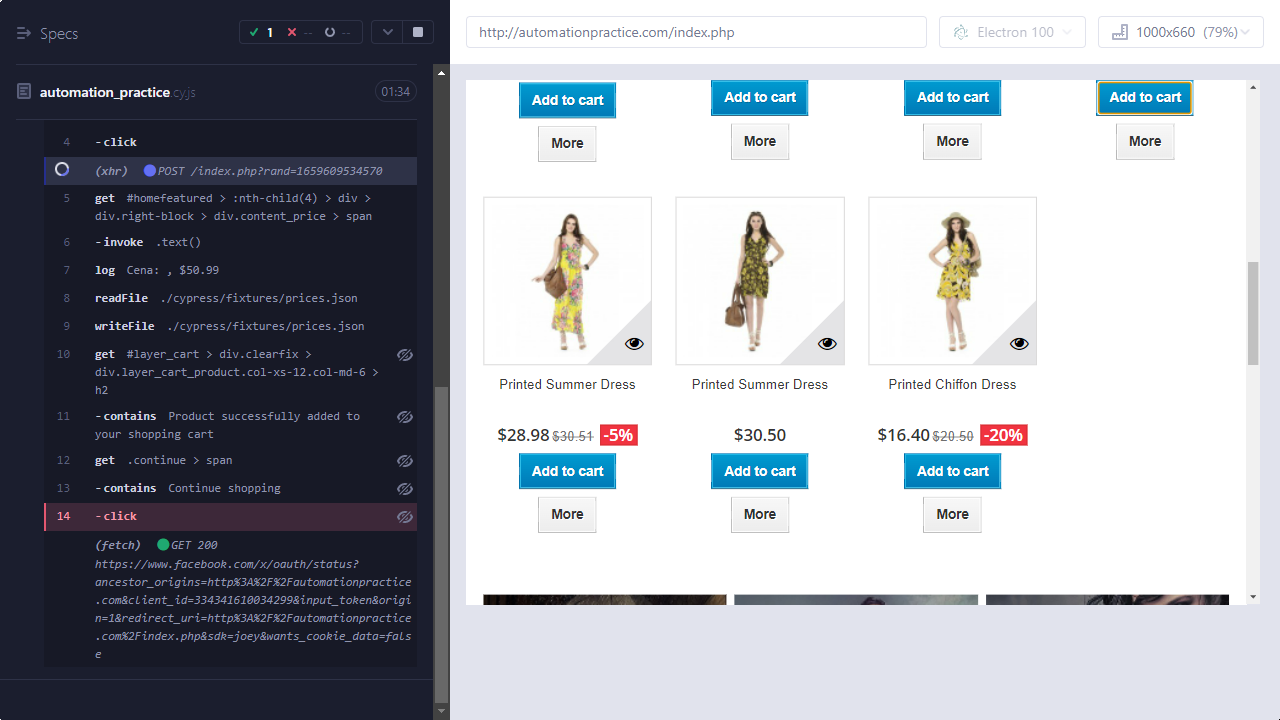 Specs
1
--
--
automation_practice.cy.js
01:34
4 -click
(xhr) POST /index.php?rand=1659609534570
5 get #homefeatured > :nth-child(4) > div >
div.right-block > div.content_price > span
6 -invoke .text()
7 log Cena: , $50.99
8 readFile ./cypress/fixtures/prices.json
9 writeFile ./cypress/fixtures/prices.json
10 get #layer_cart > div.clearfix >
div.layer_cart_product.col-xs-12.col-md-6 >
h2
11 -contains Product successfully added to
your shopping cart
12 get .continue > span
13 -contains Continue shopping
14 -click
(fetch) GET 200
https://www.facebook.com/x/oauth/status?
ancestor_origins=http%3A%2F%2Fautomationpractice
.com&client_id=334341610034299&input_token&origi
n=1&redirect_uri=http%3A%2F%2Fautomationpractice
.com%2Findex.php&sdk=joey&wants_cookie_data=fals
e
http://automationpractice.com/index.php
Electron 100
1000x660 (79%)
Add to cart Add to cart Add to cart Add to cart
More More More More
Printed Summer Dress Printed Summer Dress Printed Chiffon Dress
$28.98 $30.51 -5% $30.50 $16.40 $20.50 -20%
Add to cart Add to cart Add to cart
More More More